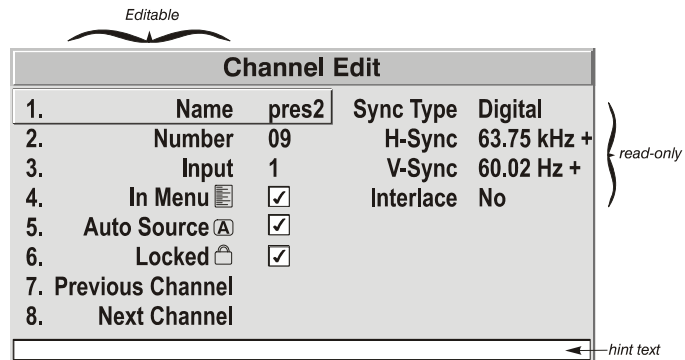 Editable
Channel Edit
1. Name pres2 Sync Type Digital
2. Number 09 H-Sync 63.75 kHz +
3. Input 1 V-Sync 60.02 Hz +
4. In Menu ✓ Interlace No
5. Auto Source A ✓
6. Locked ✓
7. Previous Channel
8. Next Channel
read-only
hint text